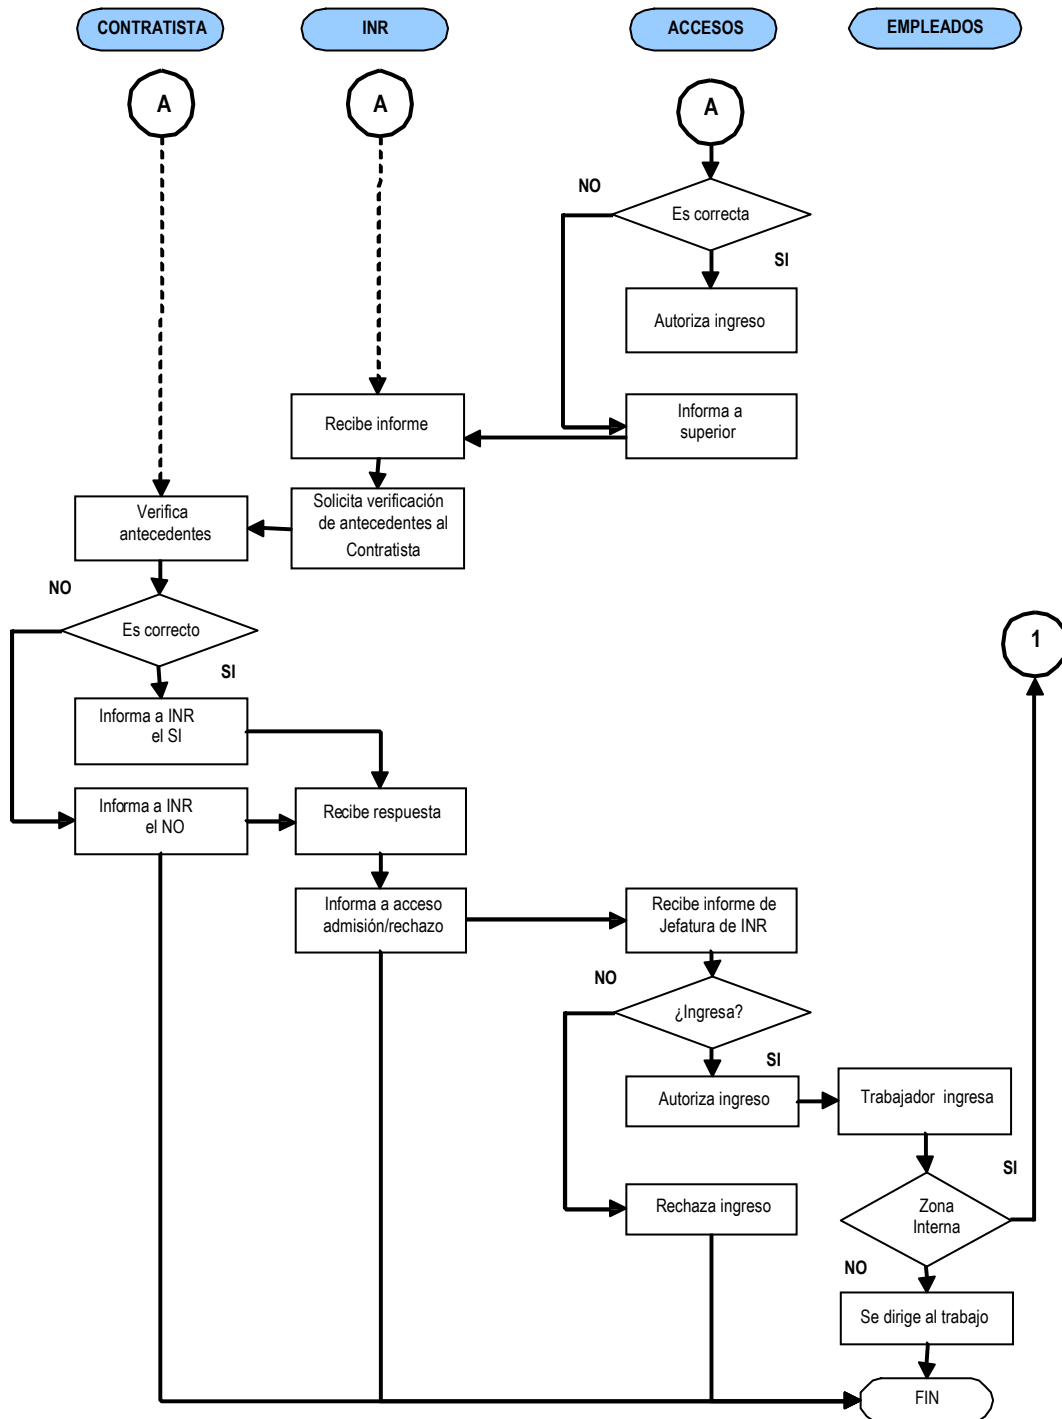 CONTRATISTA
INR
ACCESOS
EMPLEADOS
A
A
A
NO
Es correcta
SI
Autoriza ingreso
Recibe informe
Informa a
superior
Solicita verificación
de antecedentes al
Contratista
Verifica
antecedentes
NO
Es correcto
SI
1
Informa a INR
el SI
Informa a INR
el NO
Recibe respuesta
Informa a acceso
admisión/rechazo
Recibe informe de
Jefatura de INR
NO
¿Ingresa?
SI
Autoriza ingreso
Trabajador ingresa
SI
Rechaza ingreso
Zona
Interna
NO
Se dirige al trabajo
FIN